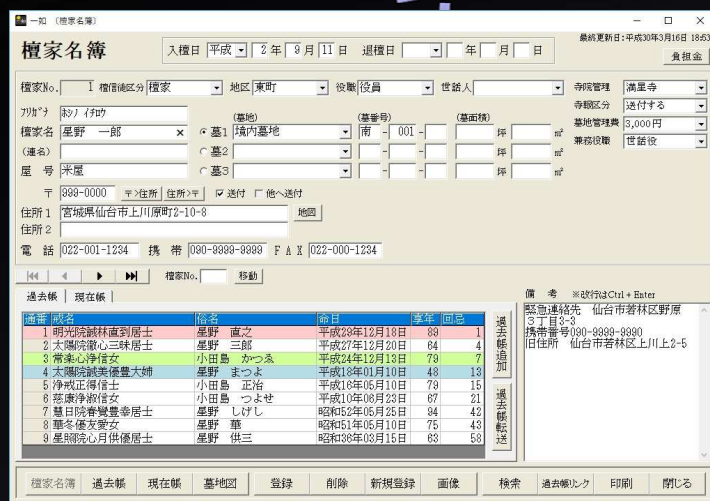 一如 （檀家名簿）
檀家名簿
入檀日 平成 2 年 9 月 11 日 退檀日 年 月 日
最終更新日:平成30年3月16日 18:53
負担金
檀家No. 1 檀信徒区分 檀家 地区 東町 役職 役員 世話人 寺院管理 満星寺
フリガナ ホシノ イチロウ (墓地) (墓番号) (墓面積) 寺報区分 送付する
檀家名 星野 一郎 × 墓1 境内墓地 南 - 001 - 坪 ㎡ 墓地管理費 3,000円
(連名) 墓2 - - 坪 ㎡ 兼務役職 世話役
屋 号 米屋 墓3 - - 坪 ㎡
〒 999-0000 〒>住所 住所>〒 送付 他へ送付
住所1 宮城県仙台市上川原町2-10-8 地図
住所2
電 話 022-001-1234 携 帯 090-9999-9999 F A X 022-000-1234
檀家No. 移動
過去帳 現在帳
備 考 ※改行はCtrl + Enter
通番 戒名 俗名 命日 享年 回忌
1 明光院誠林直到居士 星野 直之 平成29年12月18日 89 1
2 太陽院徹心三昧居士 星野 三郎 平成27年12月20日 64 4
3 常楽心浄信女 小田島 かつゑ 平成24年12月13日 79 7
4 太陽院誠美優豊大姉 星野 まつよ 平成18年01月10日 48 13
5 浄戒正得信士 小田島 正治 平成16年05月10日 79 15
6 慈康浄淑信女 小田島 つよせ 平成10年06月23日 67 21
7 慧日院春覺豊幸居士 星野 しげし 昭和52年05月25日 94 42
8 華冬優友愛女 星野 華 昭和51年05月10日 75 43
9 星照院心月供優居士 星野 供三 昭和36年03月15日 63 58
過去帳追加
過去帳転送
緊急連絡先 仙台市若林区野原
３丁目3-3
携帯番号090-9999-9990
旧住所 仙台市若林区上川上2-5
檀家名簿 過去帳 現在帳 墓地図 登録 削除 新規登録 画像 検索 過去帳リンク 印刷 閉じる